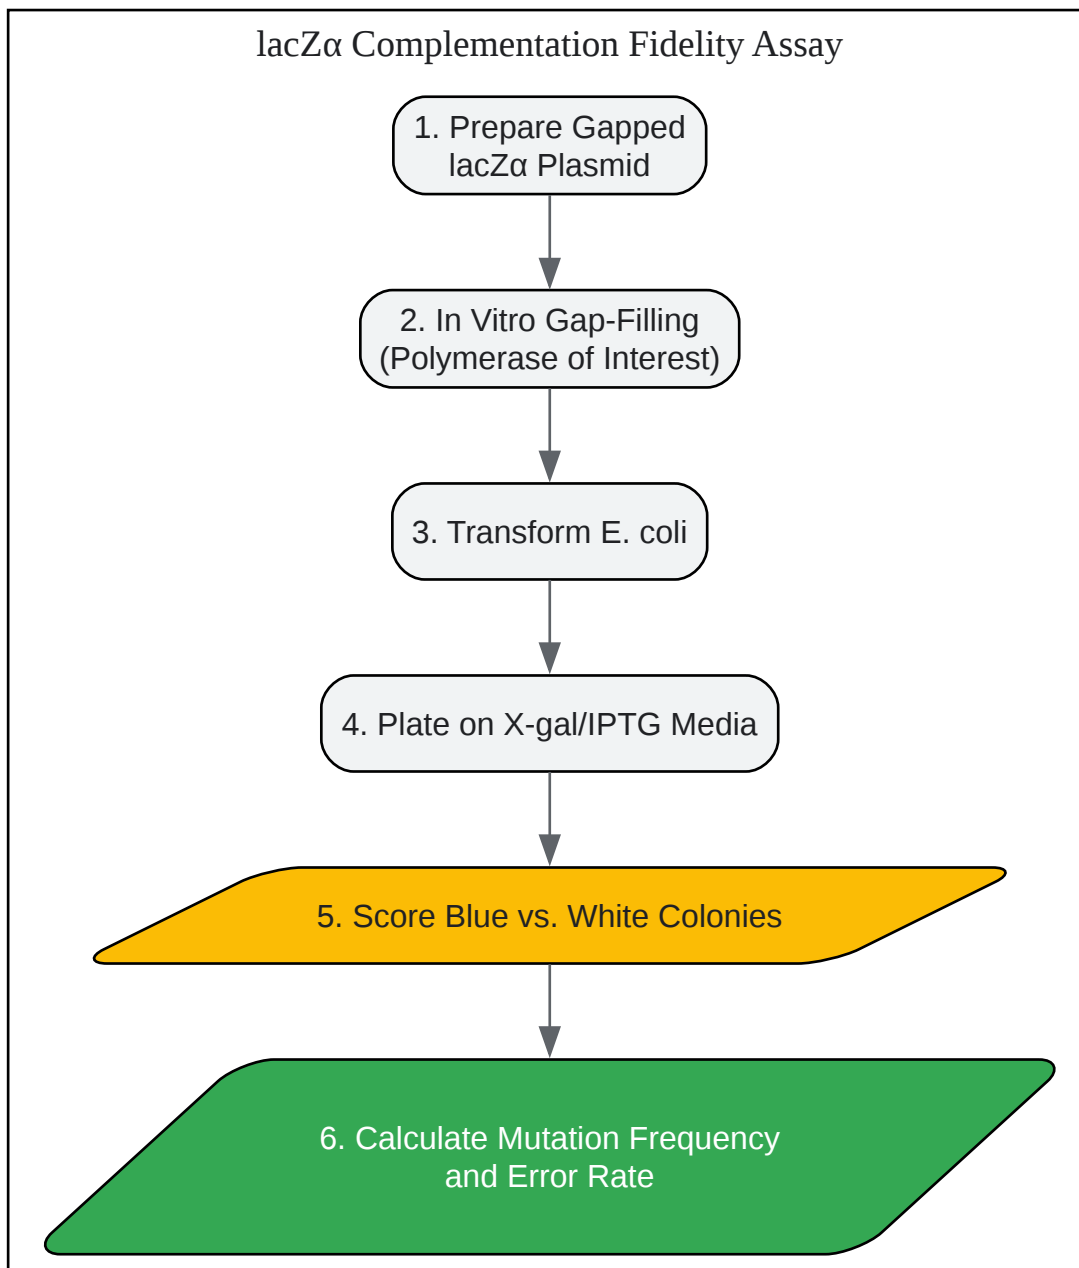 lacZα Complementation Fidelity Assay
1. Prepare Gapped
lacZα Plasmid
2. In Vitro Gap-Filling
(Polymerase of Interest)
3. Transform E. coli
4. Plate on X-gal/IPTG Media
5. Score Blue vs. White Colonies
6. Calculate Mutation Frequency
and Error Rate